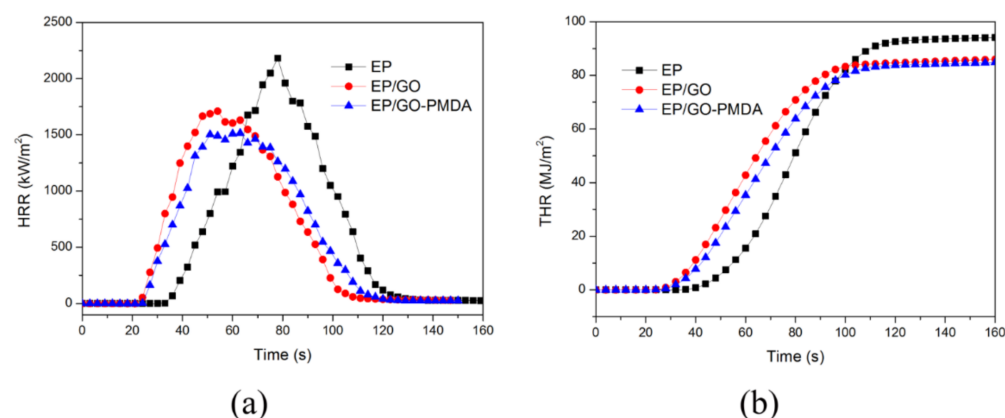 2500
2000
1500
1000
500
0
HRR (kW/m²)
EP
EP/GO
EP/GO-PMDA
0 20 40 60 80 100 120 140 160
Time (s)
(a)
100
80
60
40
20
0
THR (MJ/m²)
EP
EP/GO
EP/GO-PMDA
0 20 40 60 80 100 120 140 160
Time (s)
(b)